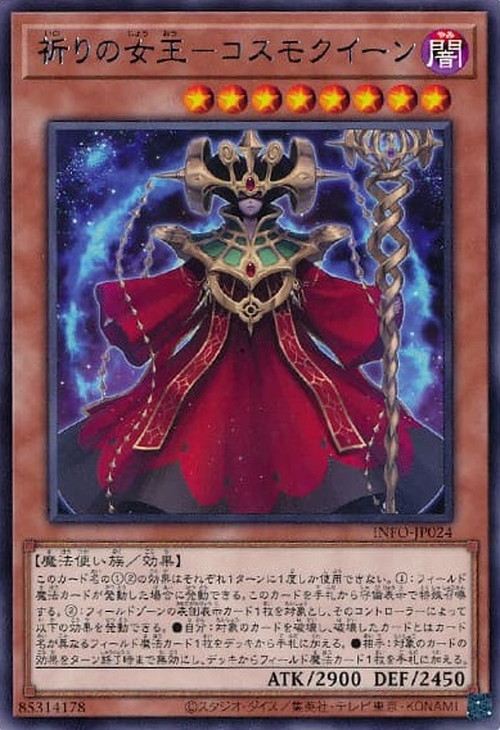 祈りの女王－コスモクイーン
闇
INFO-JP024
【魔法使い族／効果】
このカード名の①②の効果はそれぞれ１ターンに１度しか使用できない。①：フィールド
魔法カードが発動した場合に発動できる。このカードを手札から守備表示で特殊召喚
する。②：フィールドゾーンの表側表示カード１枚を対象とし、そのコントローラーによって
以下の効果を発動できる。●自分：対象のカードを破壊し、破壊したカードとはカード
名が異なるフィールド魔法カード１枚をデッキから手札に加える。●相手：対象のカードの
効果をターン終了時まで無効にし、デッキからフィールド魔法カード１枚を手札に加える。
ATK/2900 DEF/2450
85314178 ©スタジオ・ダイス／集英社・テレビ東京・KONAMI